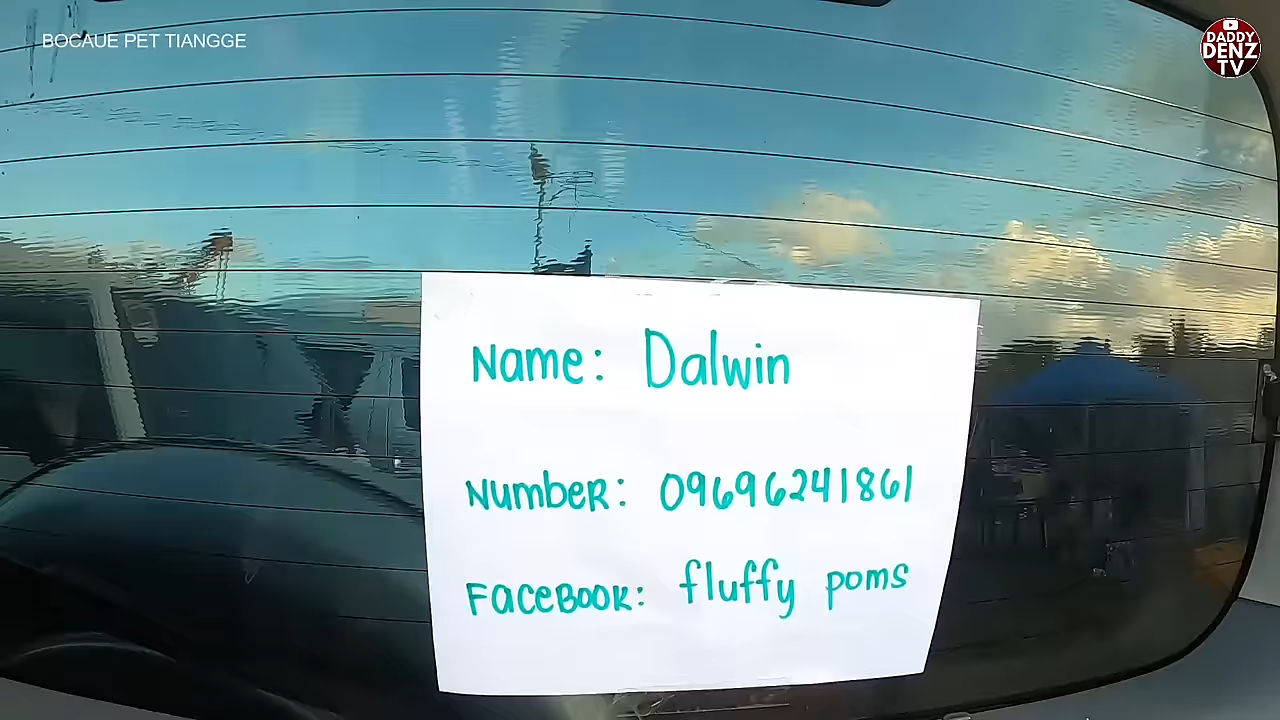 BOCAUE PET TIANGGE
DADDY
DENZ
TV
Name: Dalwin
Number: 09696241861
FaceBook: fluffy poms